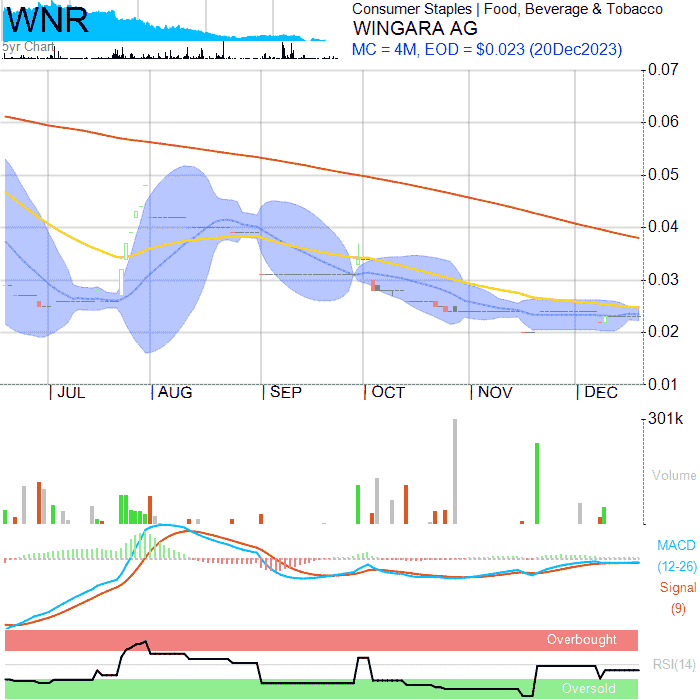 WNR
5yr Chart
Consumer Staples | Food, Beverage & Tobacco
WINGARA AG
MC = 4M, EOD = $0.023 (20Dec2023)
0.07
0.06
0.05
0.04
0.03
0.02
0.01
JUL AUG SEP OCT NOV DEC
301k
Volume
MACD
(12-26)
Signal
(9)
Overbought
RSI(14)
Oversold